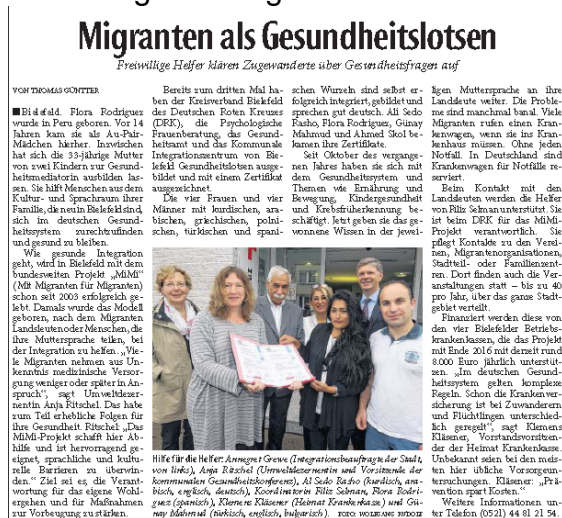 Migranten als Gesundheitslotsen
Freiwillige Helfer klären Zugewanderte über Gesundheitsfragen auf
VON THOMAS GÜNTTER
■ Bielefeld. Flora Rodriguez
wurde in Peru geboren. Vor 14
Jahren kam sie als Au-Pair-
Mädchen hierher. Inzwischen
hat sich die 33-jährige Mutter
von zwei Kindern zur Gesund-
heitsmediatorin ausbilden las-
sen. Sie hilft Menschen aus dem
Kultur- und Sprachraum ihrer
Familie, die neu in Bielefeld sind,
sich im deutschen Gesund-
heitssystem zurechtzufinden
und gesund zu bleiben.
Wie gesunde Integration
geht, wird in Bielefeld mit dem
bundesweiten Projekt „MiMi“
(Mit Migranten für Migranten)
schon seit 2003 erfolgreich ge-
lebt. Damals wurde das Modell
geboren, nach dem Migranten
Landsleuten oder Menschen, die
ihre Muttersprache teilen, bei
der Integration zu helfen. „Vie-
le Migranten nehmen aus Un-
kenntnis medizinische Versor-
gung weniger oder später in An-
spruch“, sagt Umweltdezer-
nentin Anja Ritschel. Das habe
zum Teil erhebliche Folgen für
ihre Gesundheit. Ritschel: „Das
MiMi-Projekt schafft hier Ab-
hilfe und ist hervorragend ge-
eignet, sprachliche und kultu-
relle Barrieren zu überwin-
den.“ Ziel sei es, die Verant-
wortung für das eigene Wohl-
ergehen und für Maßnahmen
zur Vorbeugung zu stärken.
Bereits zum dritten Mal ha-
ben der Kreisverband Bielefeld
des Deutschen Roten Kreuzes
(DRK), die Psychologische
Frauenberatung, das Gesund-
heitsamt und das Kommunale
Integrationszentrum von Bie-
lefeld Gesundheitslotsen ausge-
bildet und mit einem Zertifikat
ausgezeichnet.
Die vier Frauen und vier
Männer mit kurdischen, ara-
bischen, griechischen, polni-
schen, türkischen und spani-
schen Wurzeln sind selbst er-
folgreich integriert, gebildet und
sprechen gut deutsch. Ali Sedo
Rasho, Flora Rodriguez, Günay
Mahmud und Ahmed Skol be-
kamen ihre Zertifikate.
Seit Oktober des vergange-
nen Jahres haben sie sich mit
dem Gesundheitssystem und
Themen wie Ernährung und
Bewegung, Kindergesundheit
und Krebsfrüherkennung be-
schäftigt. Jetzt geben sie das ge-
wonnene Wissen in der jewei-
Hilfe für die Helfer: Annegret Grewe (Integrationsbeauftragte der Stadt,
von links), Anja Ritschel (Umweltdezernentin und Vorsitzende der
kommunalen Gesundheitskonferenz), Al Sedo Rasho (kurdisch, ara-
bisch, englisch, deutsch), Koordinatorin Filiz Selman, Flora Rodri-
guez (spanisch), Klemens Kläsener (Heimat Krankenkasse) und Gü-
nay Mahmud (türkisch, englisch, bulgarisch). FOTO: WOLFGANG RUDOLF
ligen Muttersprache an ihre
Landsleute weiter. Die Proble-
me sind manchmal banal. Viele
Migranten rufen einen Kran-
kenwagen, wenn sie ins Kran-
kenhaus müssen. Ohne jeden
Notfall. In Deutschland sind
Krankenwagen für Notfälle re-
serviert.
Beim Kontakt mit den
Landsleuten werden die Helfer
von Filiz Selman unterstützt. Sie
ist beim DRK für das MiMi-
Projekt verantwortlich. Sie
pflegt Kontakte zu den Verei-
nen, Migrantenorganisationen,
Stadtteil- oder Familienzent-
ren. Dort finden auch die Ver-
anstaltungen statt – bis zu 40
pro Jahr, über das ganze Stadt-
gebiet verteilt.
Finanziert werden diese von
den vier Bielefelder Betriebs-
krankenkassen, die das Projekt
mit Ende 2016 mit derzeit rund
8.000 Euro jährlich unterstüt-
zen. „Im deutschen Gesund-
heitssystem gelten komplexe
Regeln. Schon die Krankenver-
sicherung ist bei Zuwanderern
und Flüchtlingen unterschied-
lich geregelt“, sagt Klemens
Kläsener, Vorstandsvorsitzen-
der der Heimat Krankenkasse.
Unbekannt seien bei den meis-
ten hier übliche Vorsorgeun-
tersuchungen. Kläsener: „Prä-
vention spart Kosten.“
Weitere Informationen un-
ter Telefon (0521) 44 81 21 54.